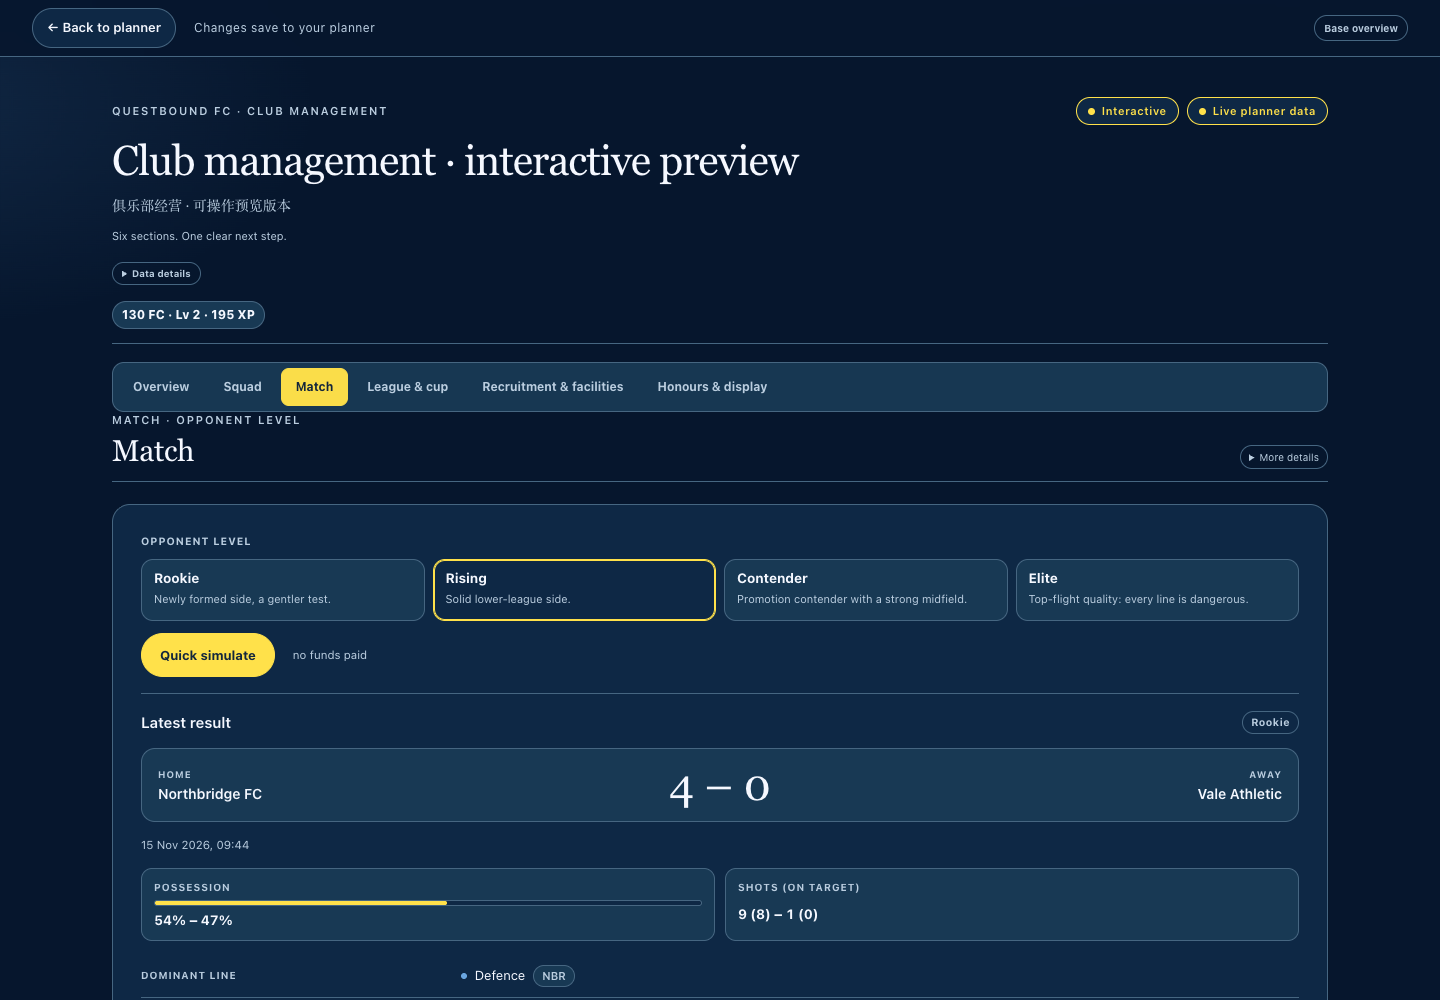 ← Back to planner
Changes save to your planner
Base overview
QUESTBOUND FC · CLUB MANAGEMENT
Interactive
Live planner data
Club management · interactive preview
俱乐部经营 · 可操作预览版本
Six sections. One clear next step.
Data details
130 FC · Lv 2 · 195 XP
Overview
Squad
Match
League & cup
Recruitment & facilities
Honours & display
MATCH · OPPONENT LEVEL
Match
More details
OPPONENT LEVEL
Rookie
Newly formed side, a gentler test.
Rising
Solid lower-league side.
Contender
Promotion contender with a strong midfield.
Elite
Top-flight quality: every line is dangerous.
Quick simulate
no funds paid
Latest result
Rookie
HOME
Northbridge FC
4 – 0
AWAY
Vale Athletic
15 Nov 2026, 09:44
POSSESSION
54% – 47%
SHOTS (ON TARGET)
9 (8) – 1 (0)
DOMINANT LINE
Defence
NBR